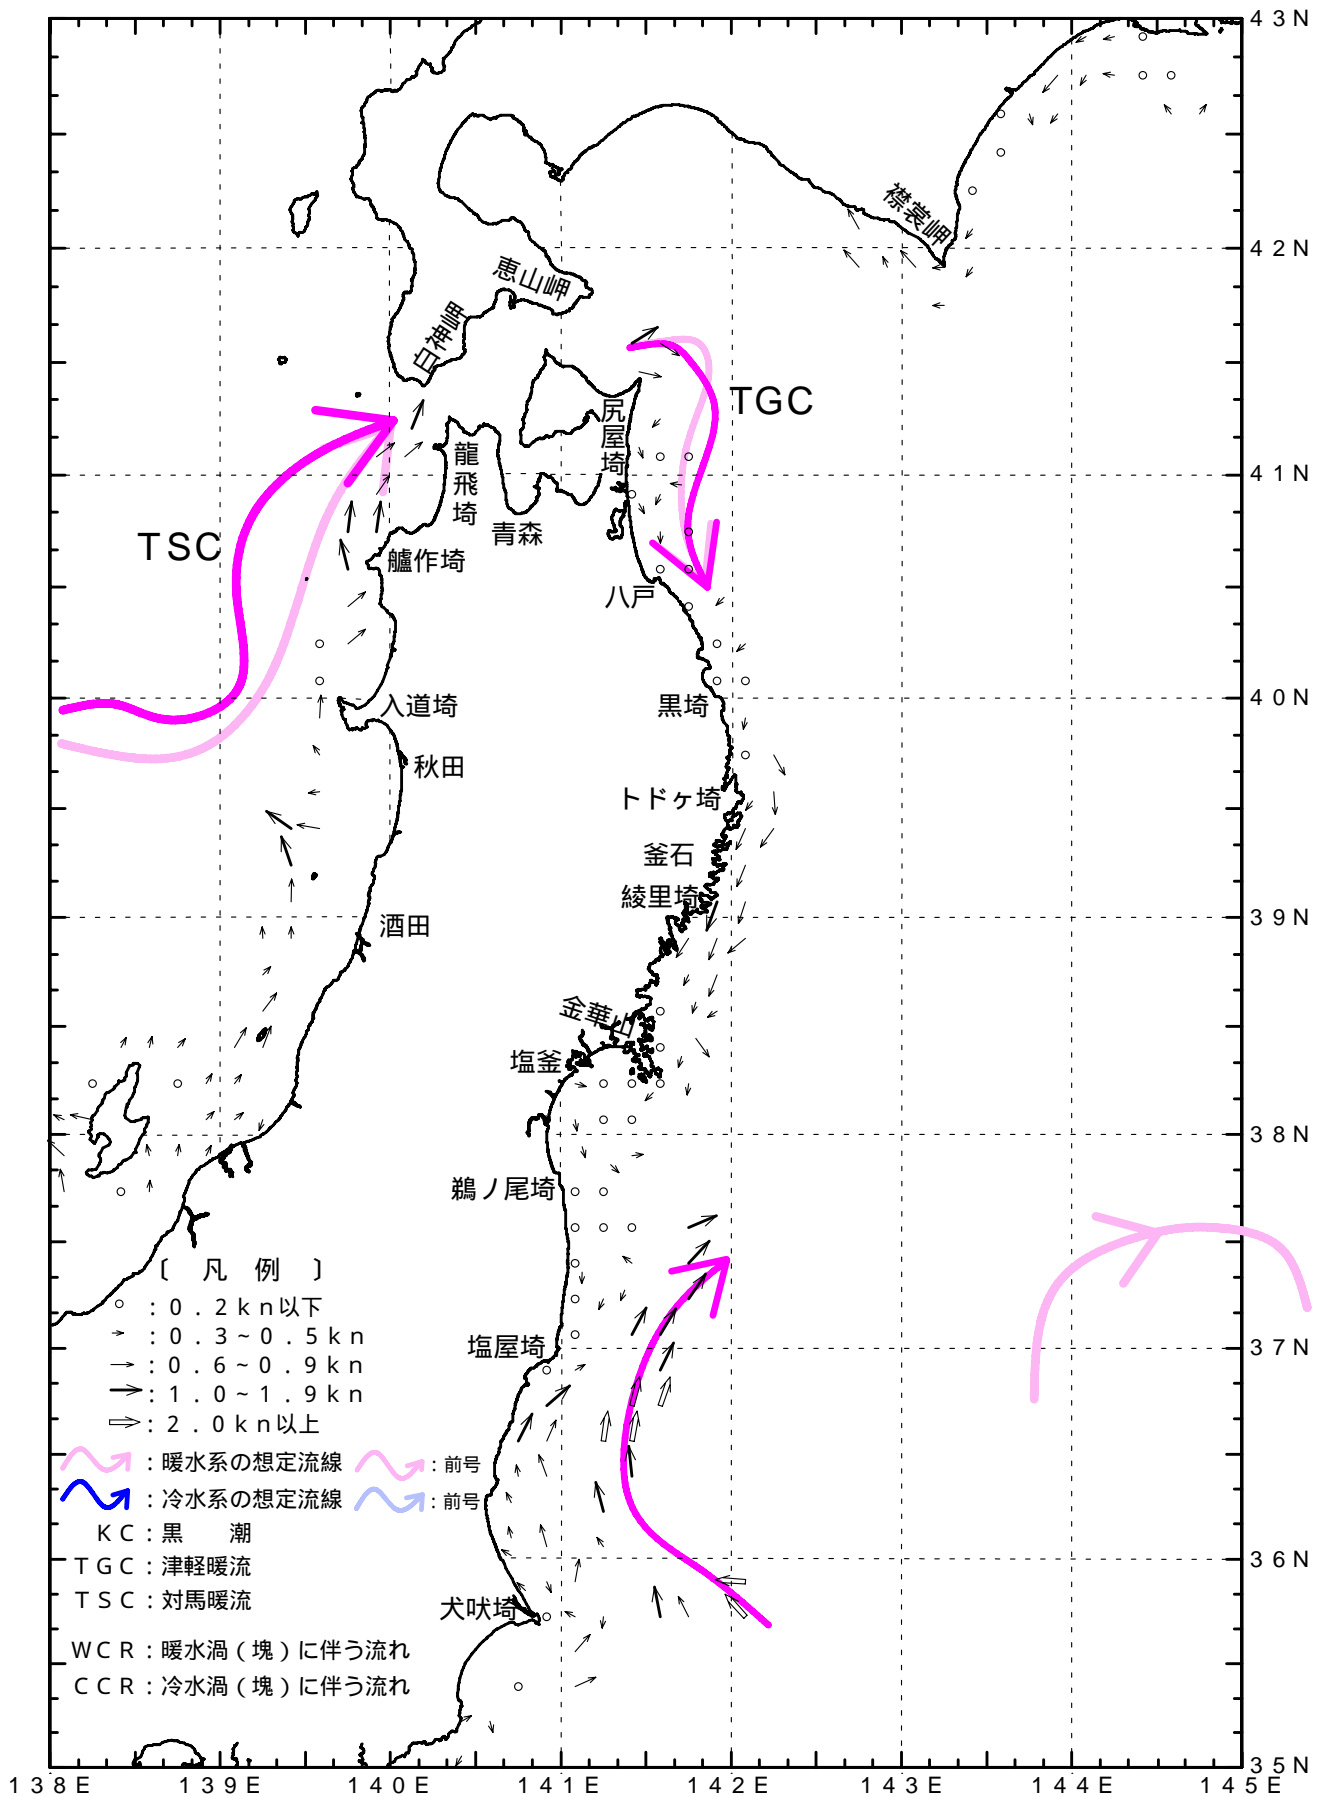 43N
襟裳岬
42N
恵山岬
白神岬
TGC
尻屋埼
龍飛埼
41N
TSC
青森
艫作埼
八戸
入道埼
黒埼
40N
秋田
トドヶ埼
釜石
綾里埼
酒田
39N
金華山
塩釜
38N
鵜ノ尾埼
〔 凡 例 〕
:0.2kn以下
:0.3~0.5kn
塩屋埼
37N
:0.6~0.9kn
:1.0~1.9kn
:2.0kn以上
:暖水系の想定流線 :前号
:冷水系の想定流線 :前号
KC:黒 潮
36N
TGC:津軽暖流
TSC:対馬暖流
犬吠埼
WCR:暖水渦(塊)に伴う流れ
CCR:冷水渦(塊)に伴う流れ
35N
138E 139E 140E 141E 142E 143E 144E 145E